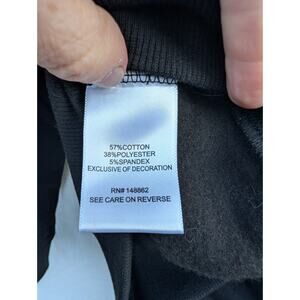 57%COTTON
38%POLYESTER
5%SPANDEX
EXCLUSIVE OF DECORATION
RN# 148862
SEE CARE ON REVERSE